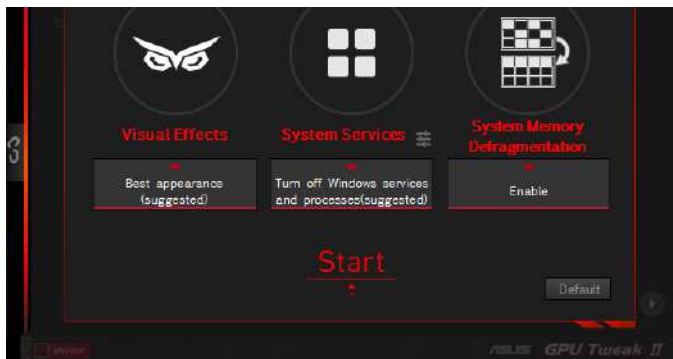 Visual Effects
System Services
System Memory
Defragmentation
Best appearance
(suggested)
Turn off Windows services
and processes(suggested)
Enable
Start
Default
ASUS GPU Tweak II